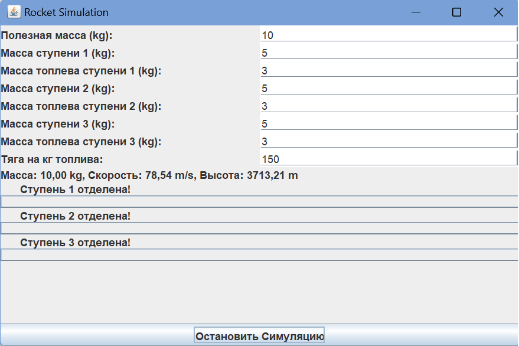 Rocket Simulation
Полезная масса (kg): 10
Масса ступени 1 (kg): 5
Масса топлева ступени 1 (kg): 3
Масса ступени 2 (kg): 5
Масса топлева ступени 2 (kg): 3
Масса ступени 3 (kg): 5
Масса топлева ступени 3 (kg): 3
Тяга на кг топлива: 150
Масса: 10,00 kg, Скорость: 78,54 m/s, Высота: 3713,21 m
Ступень 1 отделена!
Ступень 2 отделена!
Ступень 3 отделена!
Остановить Симуляцию